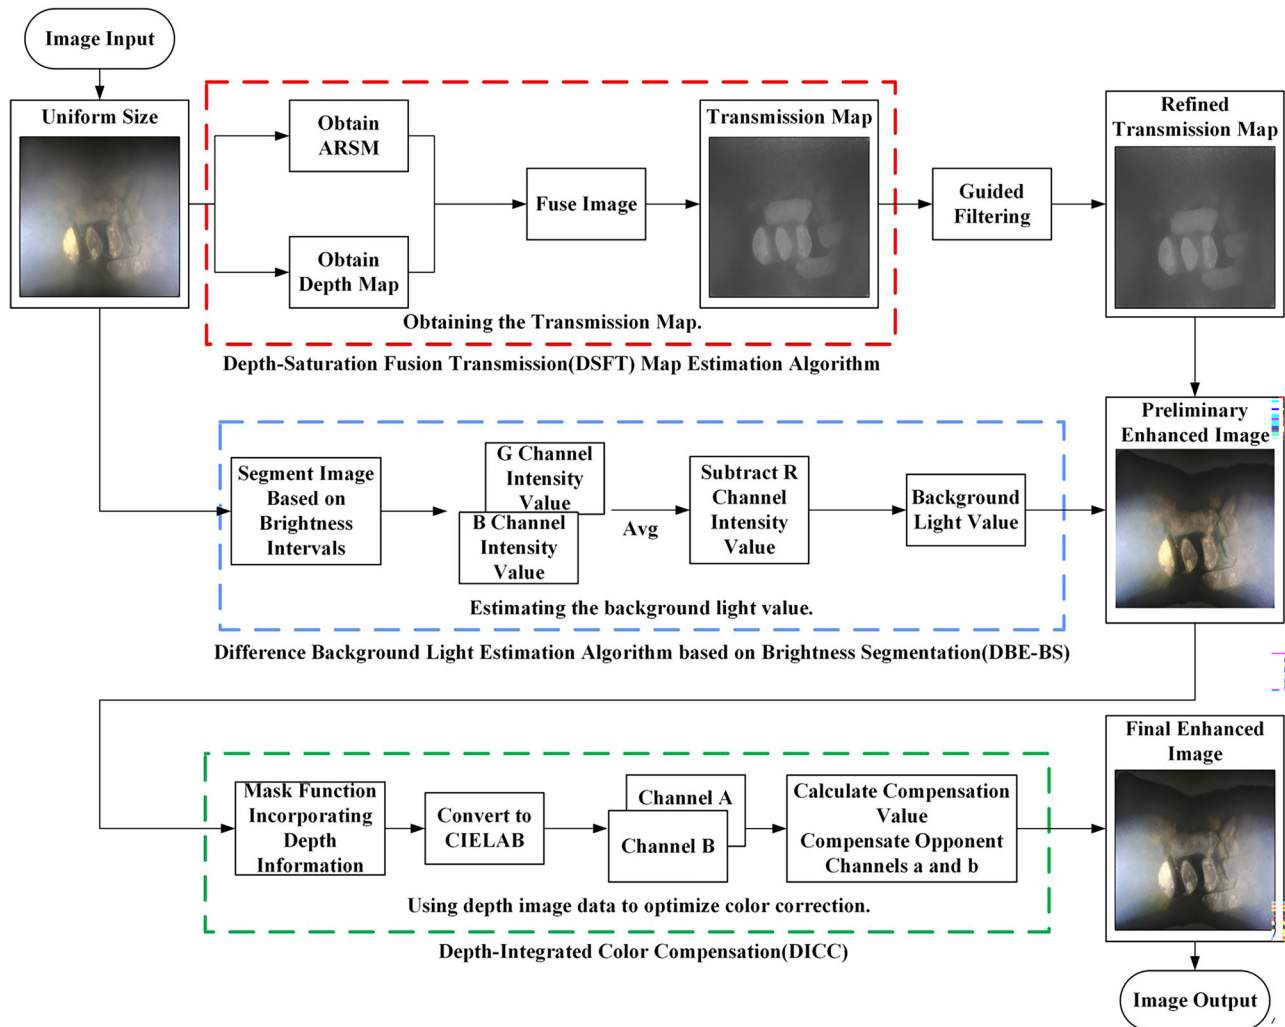 Image Input
Uniform Size
Obtain
ARSM
Obtain
Depth Map
Fuse Image
Transmission Map
Obtaining the Transmission Map.
Depth-Saturation Fusion Transmission(DSFT) Map Estimation Algorithm
Guided
Filtering
Refined
Transmission Map
Segment Image
Based on
Brightness
Intervals
G Channel
Intensity
Value
B Channel
Intensity
Value
Avg
Subtract R
Channel
Intensity
Value
Background
Light Value
Estimating the background light value.
Difference Background Light Estimation Algorithm based on Brightness Segmentation(DBE-BS)
Preliminary
Enhanced Image
Mask Function
Incorporating
Depth
Information
Convert to
CIELAB
Channel A
Channel B
Calculate Compensation
Value
Compensate Opponent
Channels a and b
Using depth image data to optimize color correction.
Depth-Integrated Color Compensation(DICC)
Final Enhanced
Image
Image Output